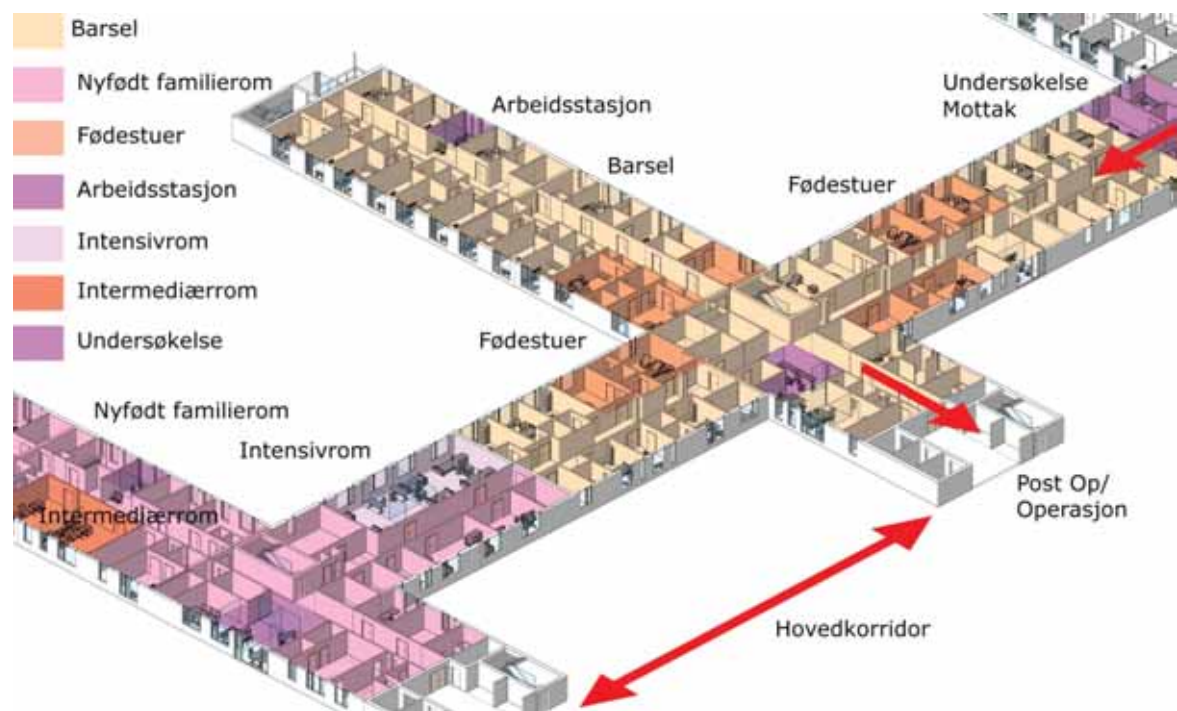 Barsel
Nyfødt familierom
Fødestuer
Arbeidsstasjon
Intensivrom
Intermediærrom
Undersøkelse
Arbeidsstasjon
Barsel
Undersøkelse
Mottak
Fødestuer
Fødestuer
Nyfødt familierom
Intensivrom
Intermediærrom
Post Op/
Operasjon
Hovedkorridor